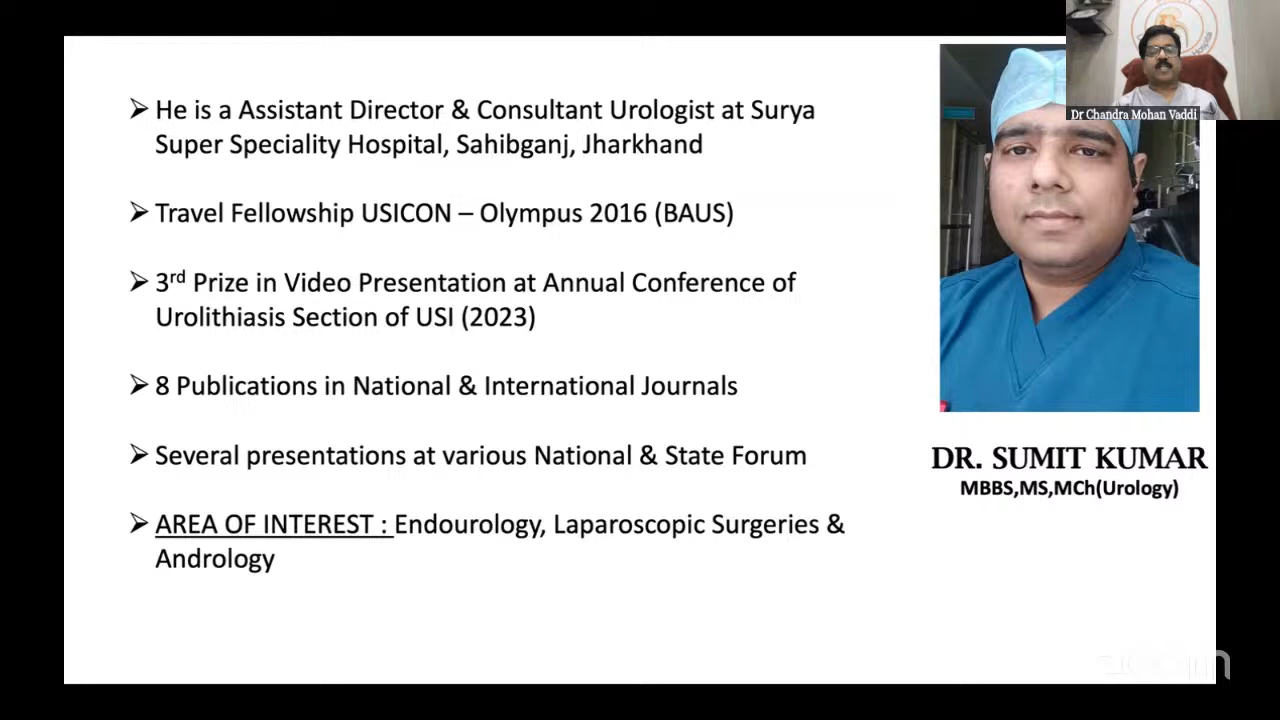 Dr Chandra Mohan Vaddi
➢ He is a Assistant Director & Consultant Urologist at Surya
Super Speciality Hospital, Sahibganj, Jharkhand
➢ Travel Fellowship USICON – Olympus 2016 (BAUS)
➢ 3rd Prize in Video Presentation at Annual Conference of
Urolithiasis Section of USI (2023)
➢ 8 Publications in National & International Journals
➢ Several presentations at various National & State Forum
➢ AREA OF INTEREST : Endourology, Laparoscopic Surgeries &
Andrology
DR. SUMIT KUMAR
MBBS,MS,MCh(Urology)